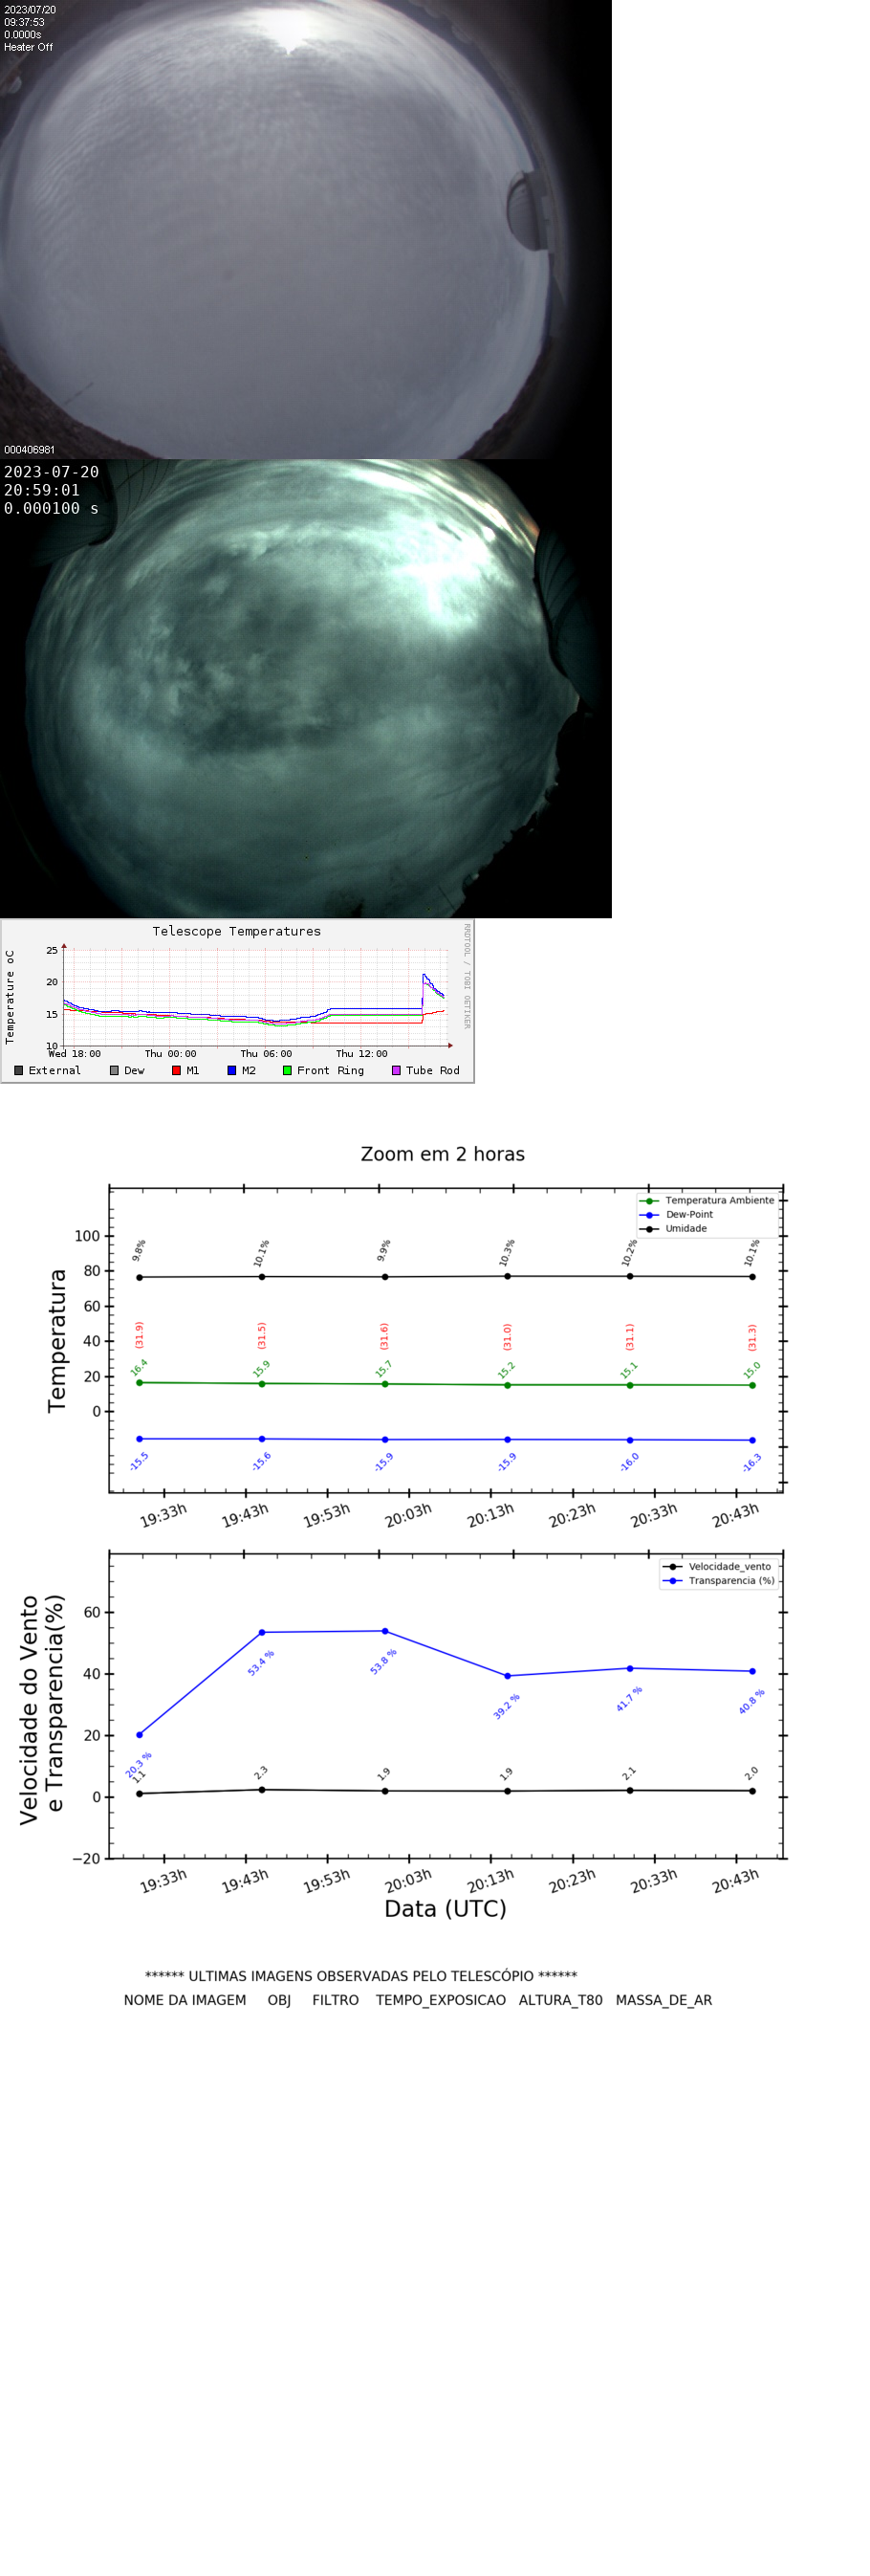 2023/07/20
09:37:53
0.0000s
Heater Off
000406981
2023-07-20
20:59:01
0.000100 s
Telescope Temperatures
RRDTOOL / TOBI OETIKER
Temperature oC
25
20
15
10
Wed 18:00 Thu 00:00 Thu 06:00 Thu 12:00
External Dew M1 M2 Front Ring Tube Rod
Zoom em 2 horas
Temperatura Ambiente
Dew-Point
Umidade
Temperatura
100
80
60
40
20
0
9.8% 10.1% 9.9% 10.3% 10.2% 10.1%
(31.9) (31.5) (31.6) (31.0) (31.1) (31.3)
16.4 15.9 15.7 15.2 15.1 15.0
-15.5 -15.6 -15.9 -15.9 -16.0 -16.3
19:33h 19:43h 19:53h 20:03h 20:13h 20:23h 20:33h 20:43h
Velocidade_vento
Transparencia (%)
Velocidade do Vento
e Transparencia(%)
60
40
20
0
−20
20.3 % 53.4 % 53.8 % 39.2 % 41.7 % 40.8 %
1.1 2.3 1.9 1.9 2.1 2.0
19:33h 19:43h 19:53h 20:03h 20:13h 20:23h 20:33h 20:43h
Data (UTC)
****** ULTIMAS IMAGENS OBSERVADAS PELO TELESCÓPIO ******
NOME DA IMAGEM OBJ FILTRO TEMPO_EXPOSICAO ALTURA_T80 MASSA_DE_AR